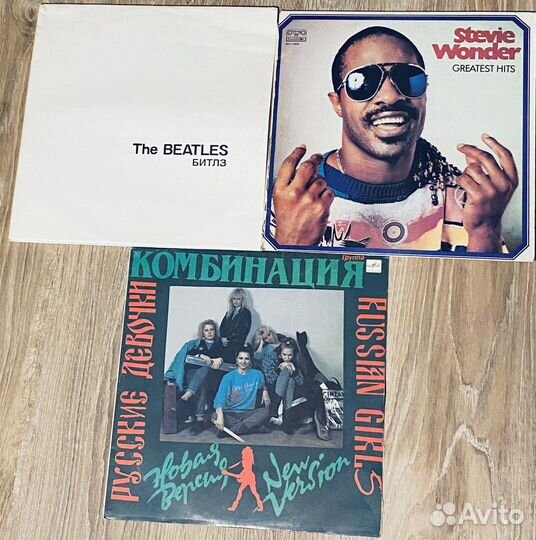 The BEATLES
БИТЛЗ
Stevie
Wonder
GREATEST HITS
Группа
КОМБИНАЦИЯ
РУССКИЕ ДЕВОЧКИ
RUSSIAN GIRLS
Новая
Версия
New
Version
Avito